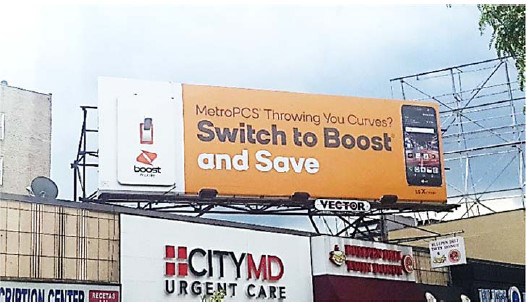 MetroPCS® Throwing You Curves?
Switch to Boost®
and Save
boost
VECTOR
CITYMD
URGENT CARE
CRIPTION CENTER
RECETAS